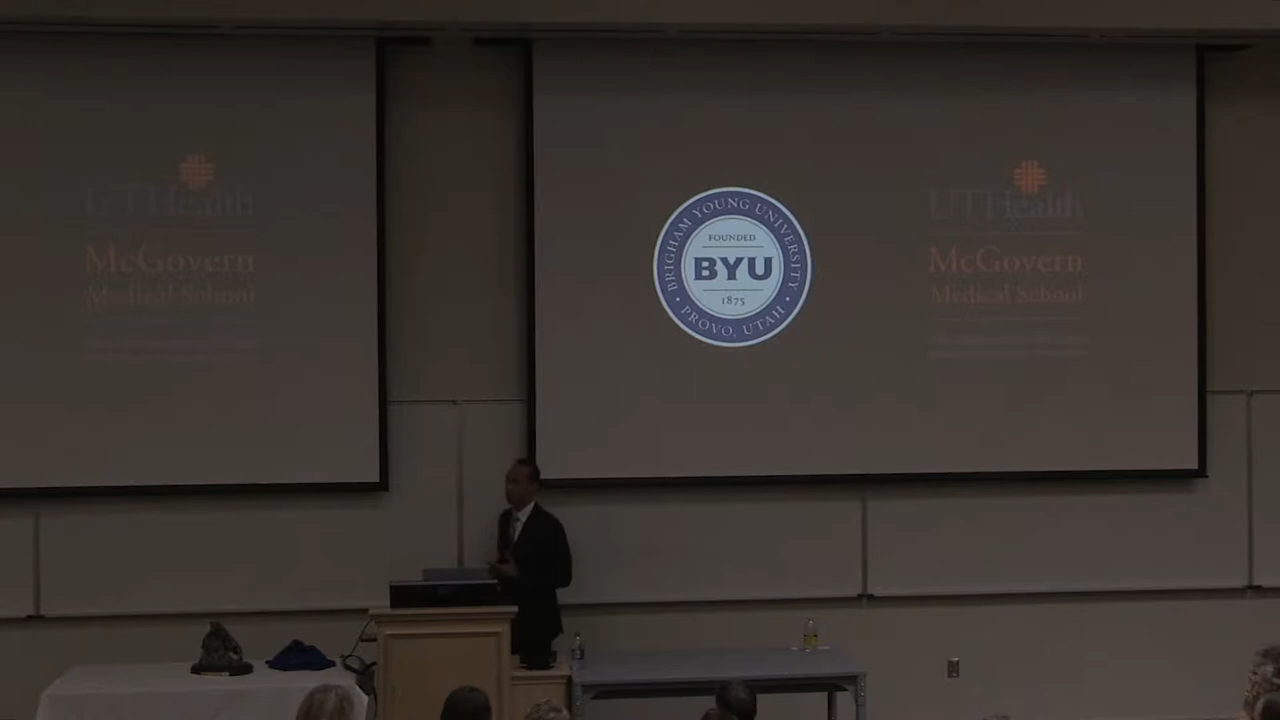 UTHealth
McGovern
Medical School
BRIGHAM YOUNG UNIVERSITY
FOUNDED
BYU
1875
• PROVO, UTAH •
UTHealth
McGovern
Medical School